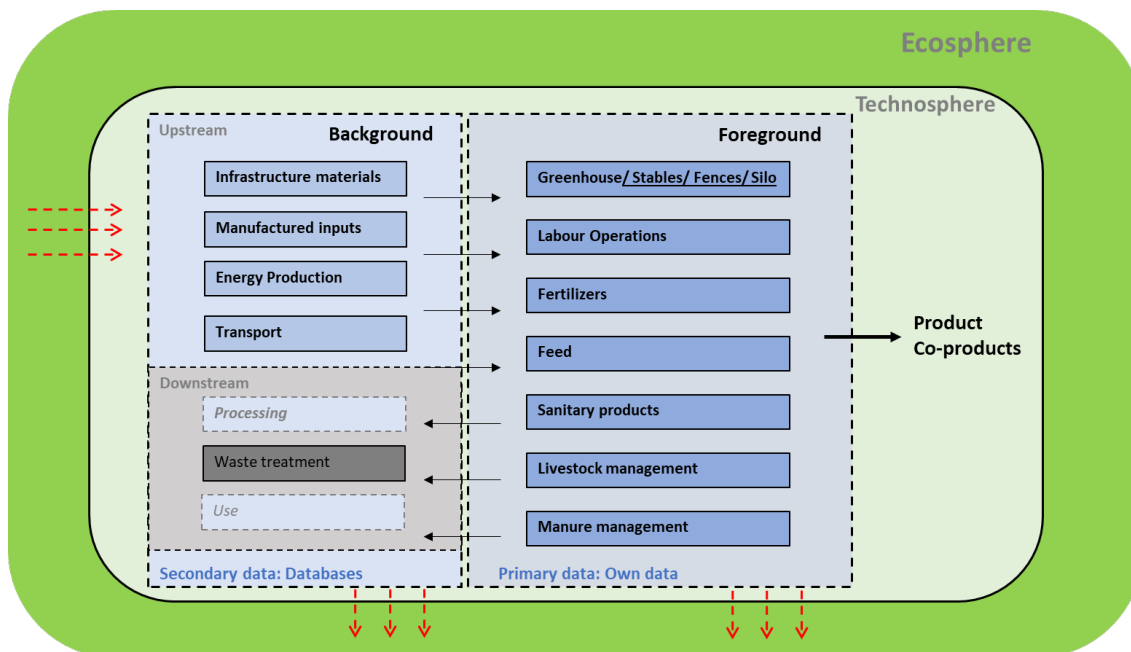 Ecosphere
Technosphere
Upstream
Background
Infrastructure materials
Manufactured inputs
Energy Production
Transport
Downstream
Processing
Waste treatment
Use
Secondary data: Databases
Foreground
Greenhouse/ Stables/ Fences/ Silo
Labour Operations
Fertilizers
Feed
Sanitary products
Livestock management
Manure management
Primary data: Own data
Product
Co-products